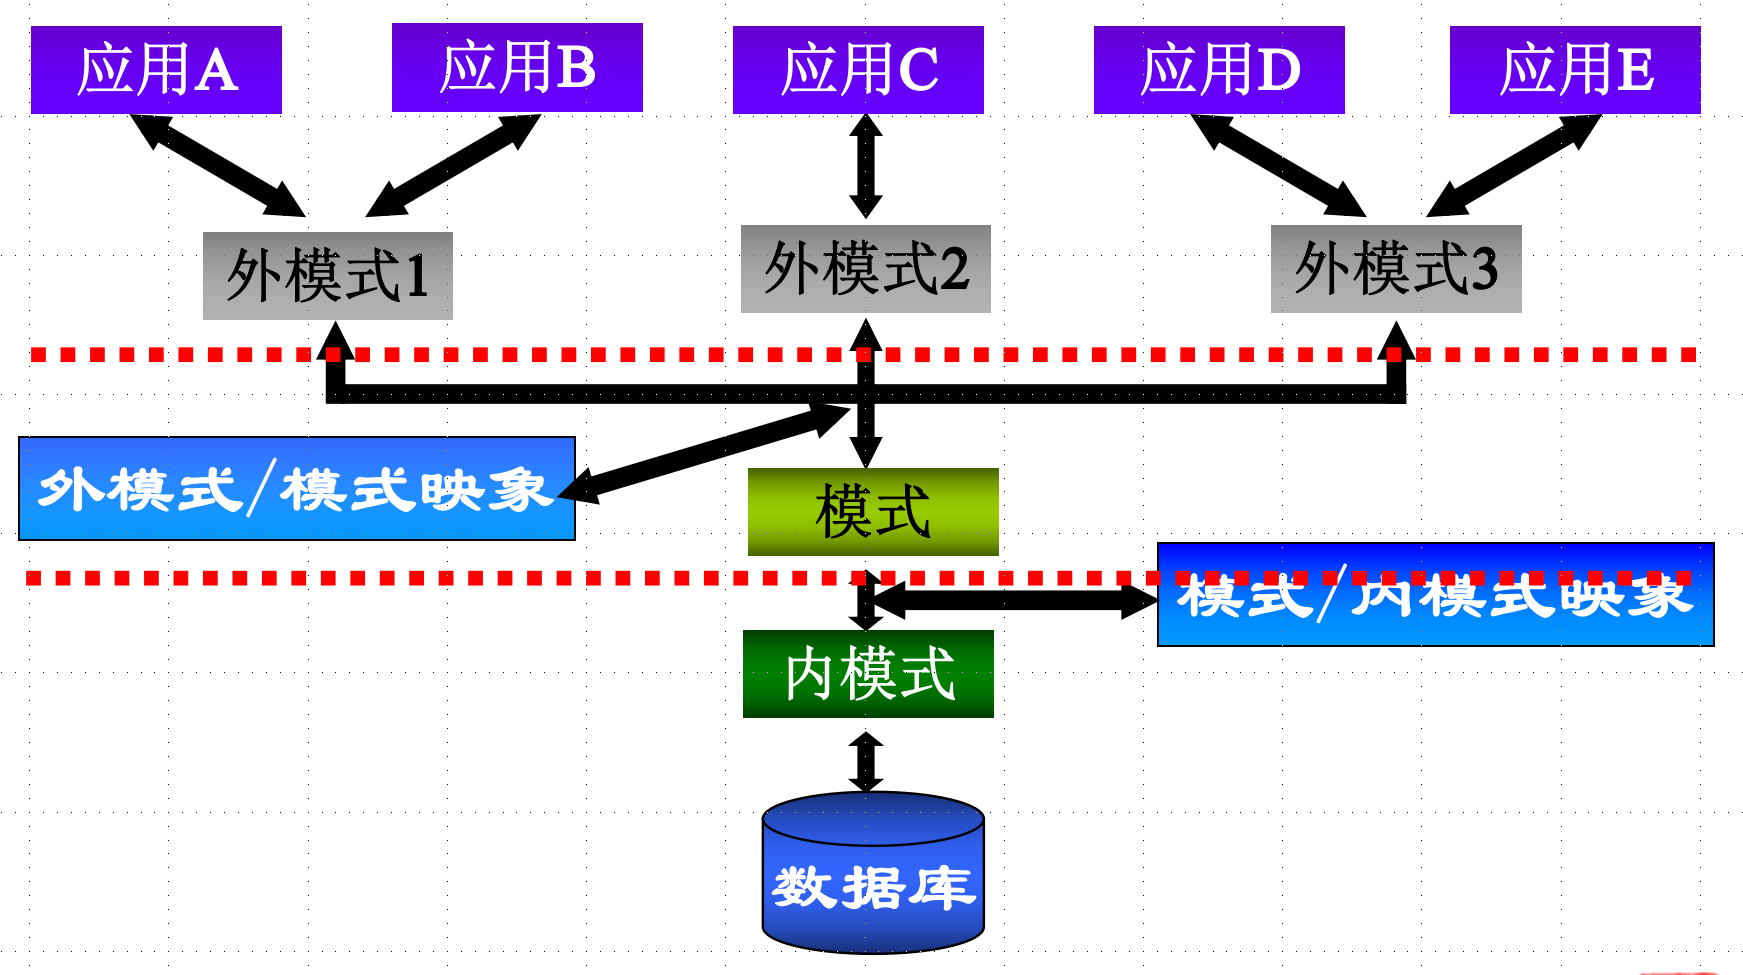 应用A
应用B
应用C
应用D
应用E
外模式1
外模式2
外模式3
外模式/模式映象
模式
模式/内模式映象
内模式
数据库